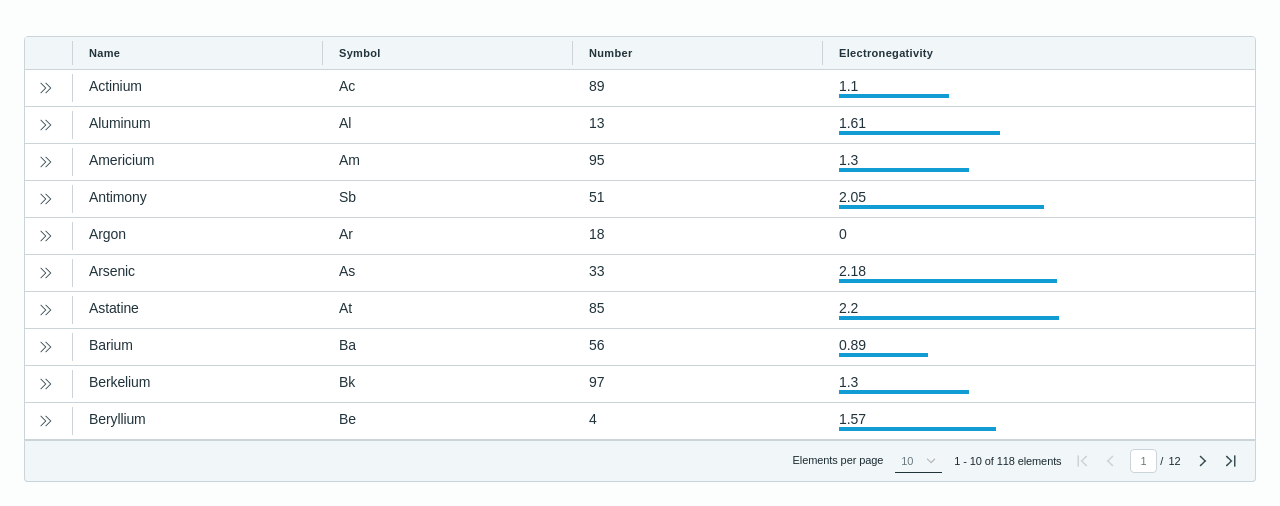 Name Symbol Number Electronegativity
Actinium Ac 89 1.1
Aluminum Al 13 1.61
Americium Am 95 1.3
Antimony Sb 51 2.05
Argon Ar 18 0
Arsenic As 33 2.18
Astatine At 85 2.2
Barium Ba 56 0.89
Berkelium Bk 97 1.3
Beryllium Be 4 1.57
Elements per page 10 1 - 10 of 118 elements 1 / 12